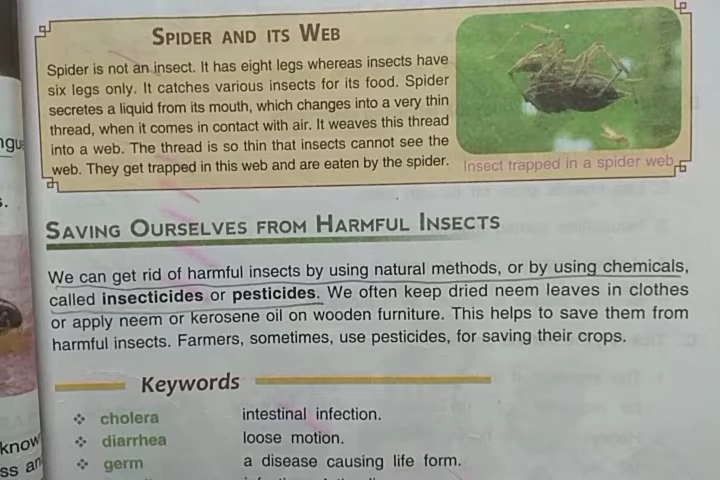 SPIDER AND ITS WEB
Spider is not an insect. It has eight legs whereas insects have
six legs only. It catches various insects for its food. Spider
secretes a liquid from its mouth, which changes into a very thin
thread, when it comes in contact with air. It weaves this thread
into a web. The thread is so thin that insects cannot see the
web. They get trapped in this web and are eaten by the spider.
Insect trapped in a spider web
SAVING OURSELVES FROM HARMFUL INSECTS
We can get rid of harmful insects by using natural methods, or by using chemicals,
called insecticides or pesticides. We often keep dried neem leaves in clothes
or apply neem or kerosene oil on wooden furniture. This helps to save them from
harmful insects. Farmers, sometimes, use pesticides, for saving their crops.
Keywords
❖ cholera intestinal infection.
❖ diarrhea loose motion.
❖ germ a disease causing life form.